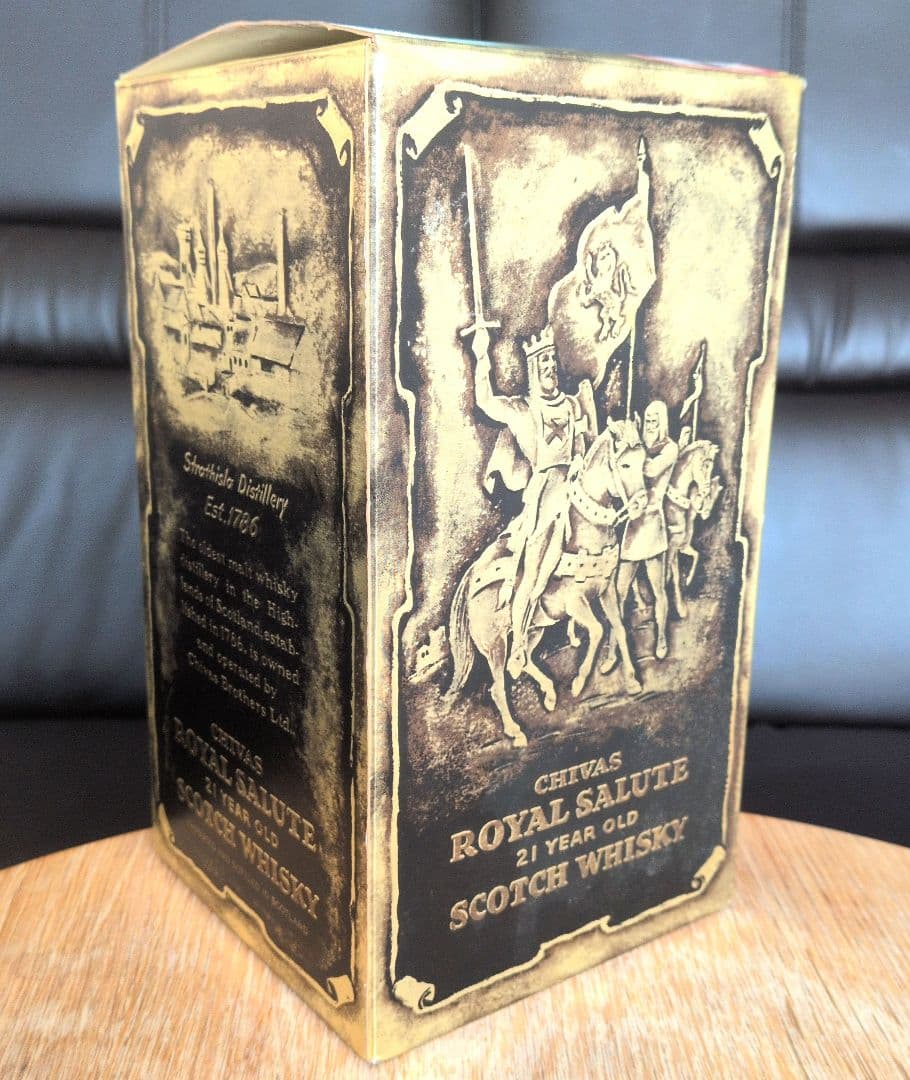 Strathisla Distillery
Est. 1786
The oldest malt whisky
distillery in the High-
lands of Scotland, estab-
lished in 1786, is owned
and operated by
Chivas Brothers Ltd.
CHIVAS
ROYAL SALUTE
21 YEAR OLD
SCOTCH WHISKY
CHIVAS
ROYAL SALUTE
21 YEAR OLD
SCOTCH WHISKY